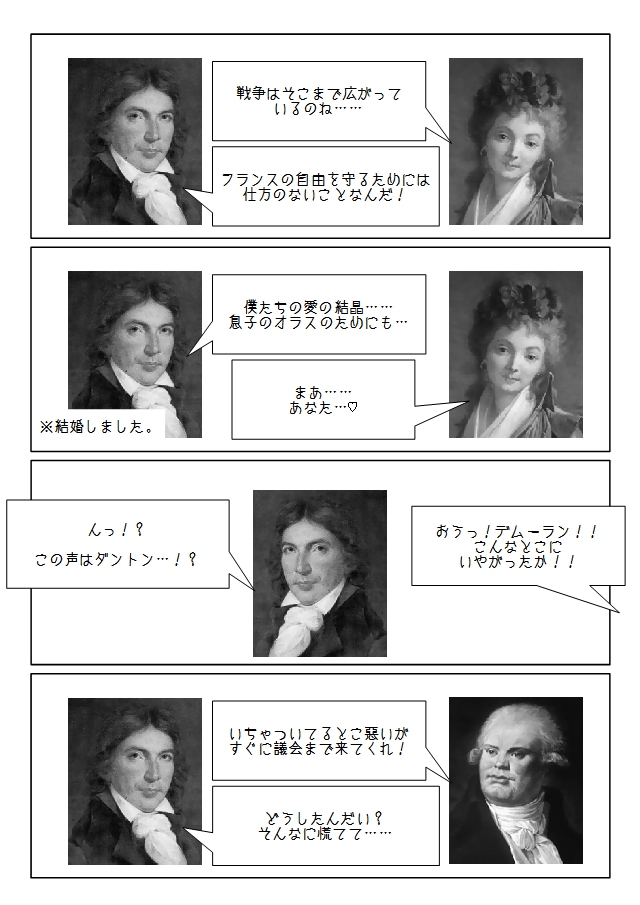 戦争はそこまで広がって
いるのね……
フランスの自由を守るためには
仕方のないことなんだ！
僕たちの愛の結晶……
息子のオラスのためにも…
まあ……
あなた…♡
※結婚しました。
おうっ！デムーラン！！
こんなとこに
いやがったか！！
んっ！？
この声はダントン…！？
いちゃついてるとこ悪いが
すぐに議会まで来てくれ！
どうしたんだい？
そんなに慌てて……